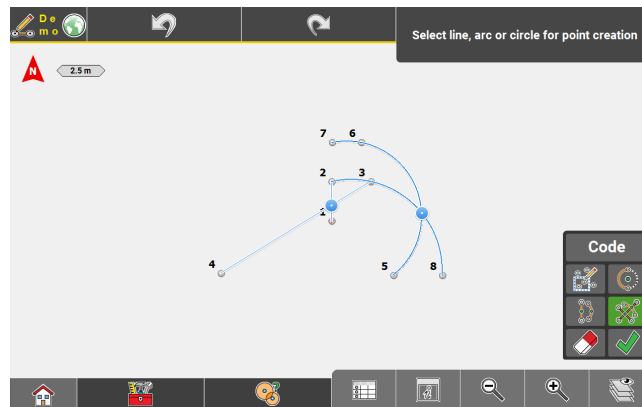 De
mo
Select line, arc or circle for point creation
N
2.5 m
7 6
2 3
1
4
5 8
Code